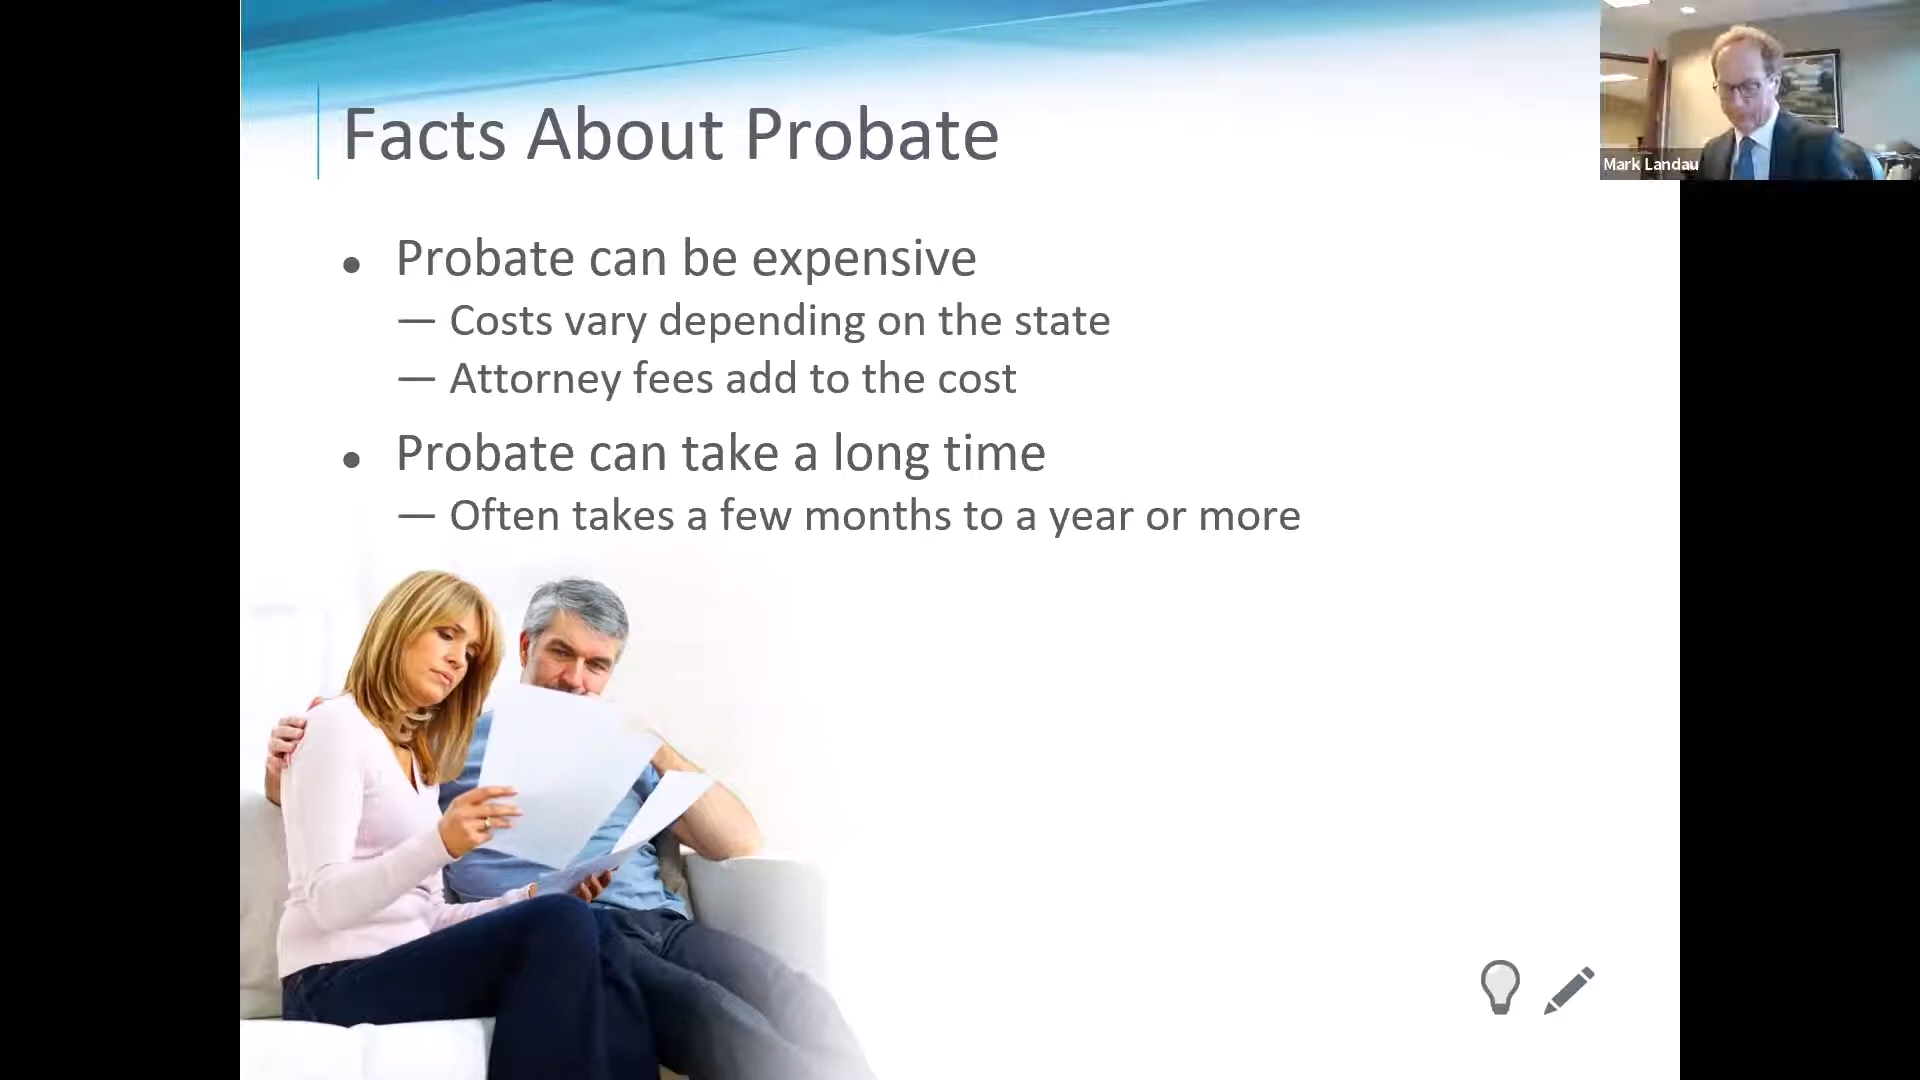 Facts About Probate
Mark Landau
• Probate can be expensive
— Costs vary depending on the state
— Attorney fees add to the cost
• Probate can take a long time
— Often takes a few months to a year or more